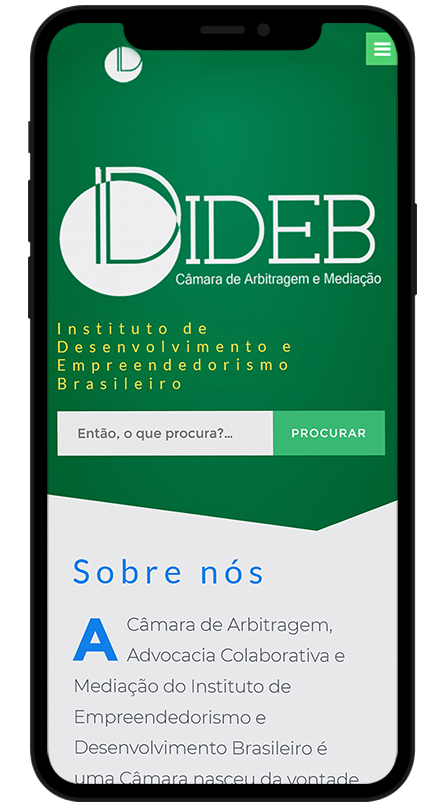 IDEB
Câmara de Arbitragem e Mediação
Instituto de
Desenvolvimento e
Empreendedorismo
Brasileiro
Então, o que procura?...
PROCURAR
Sobre nós
A Câmara de Arbitragem,
Advocacia Colaborativa e
Mediação do Instituto de
Empreendedorismo e
Desenvolvimento Brasileiro é
uma Câmara nasceu da vontade